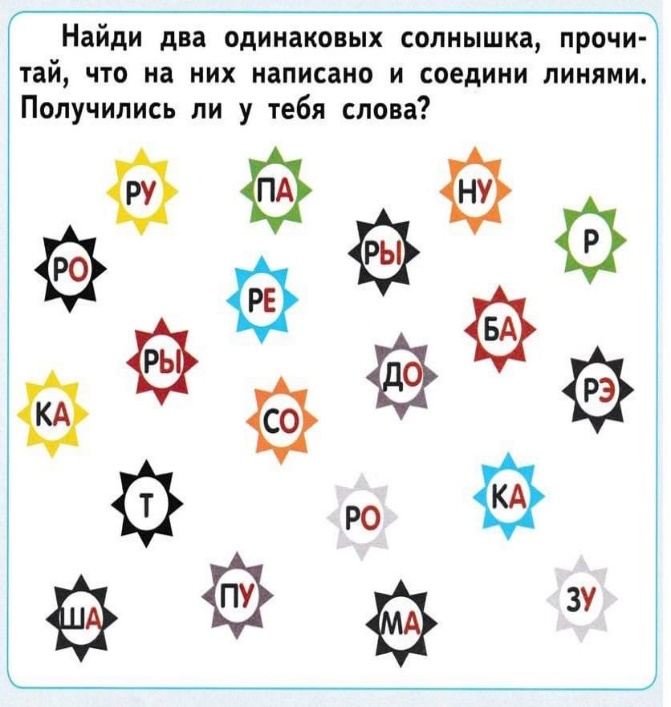 Найди два одинаковых солнышка, прочи-
тай, что на них написано и соедини линями.
Получились ли у тебя слова?
РУ ПА НУ
РО РЫ Р
РЕ
РЫ БА
КА СО ДО РЭ
Т РО КА
ША ПУ МА ЗУ